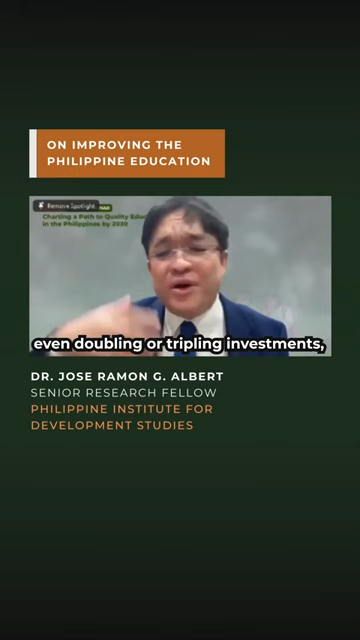 ON IMPROVING THE
PHILIPPINE EDUCATION
Remove Spotlight
Charting a Path to Quality Educ
in the Philippines by 2030
even doubling or tripling investments,
DR. JOSE RAMON G. ALBERT
SENIOR RESEARCH FELLOW
PHILIPPINE INSTITUTE FOR
DEVELOPMENT STUDIES